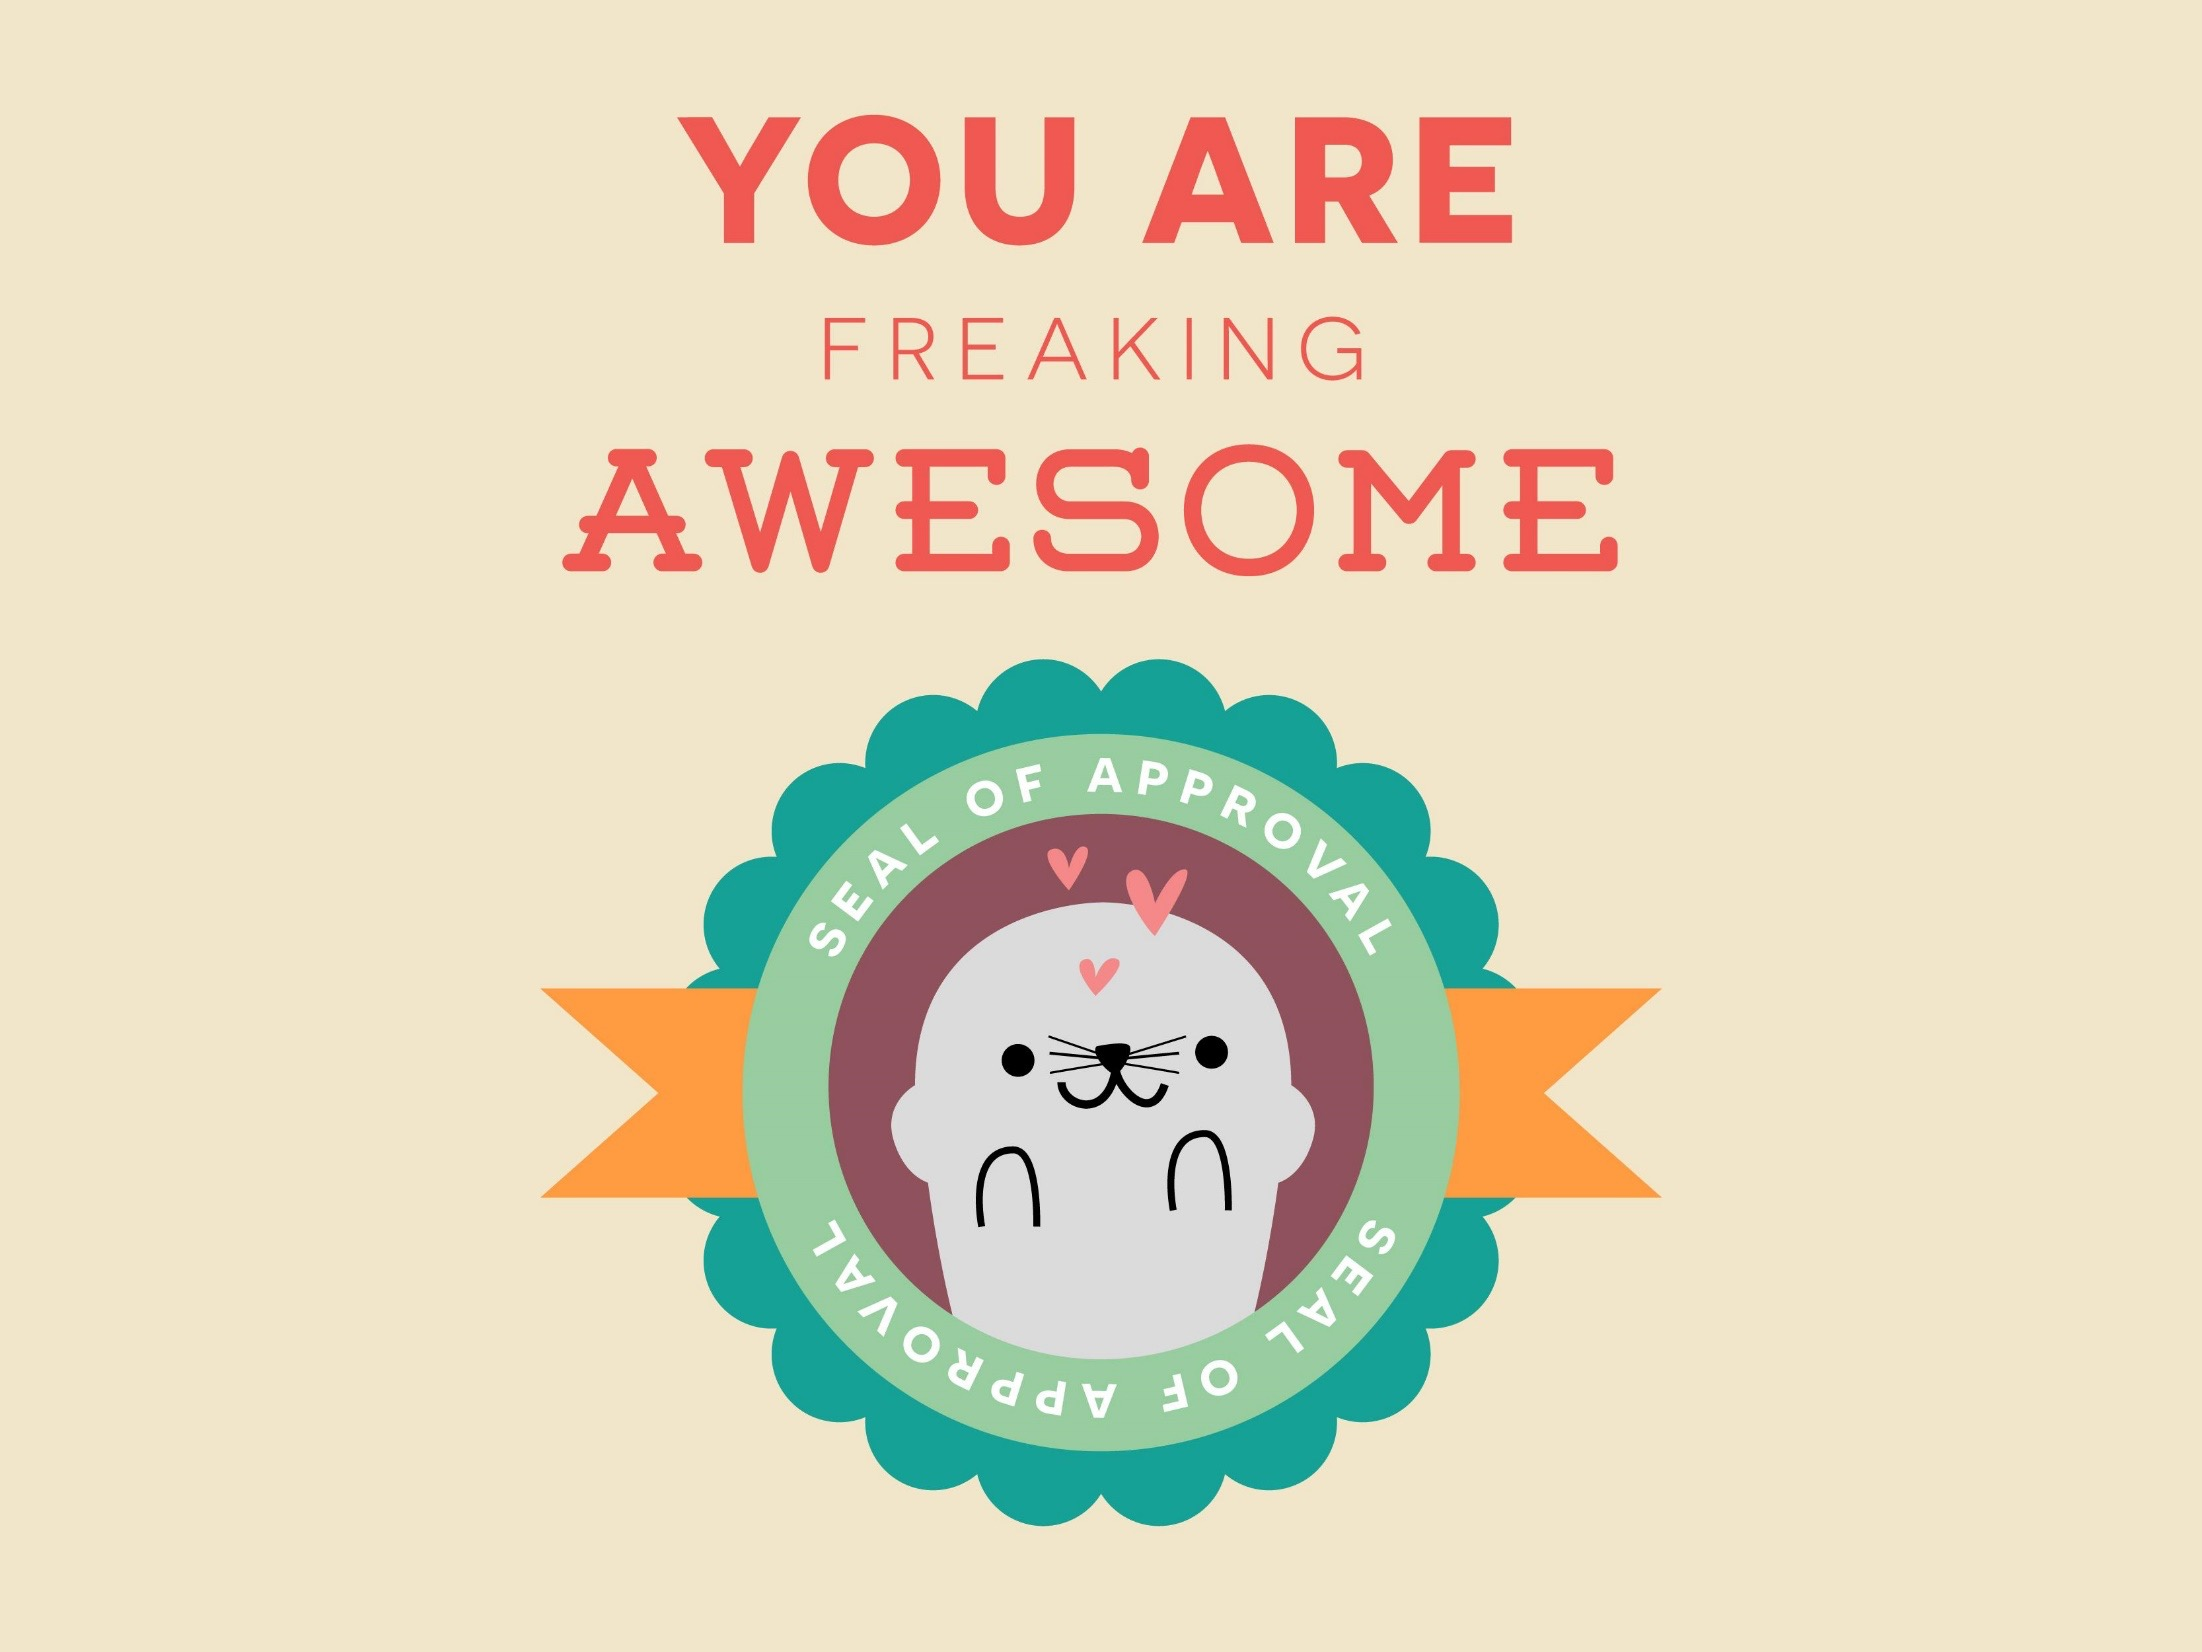 YOU ARE
FREAKING
AWESOME
SEAL OF APPROVAL
SEAL OF APPROVAL